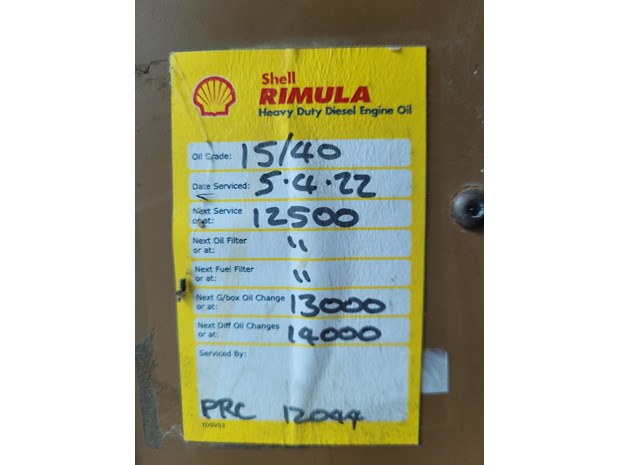 Shell
RIMULA
Heavy Duty Diesel Engine Oil
Oil Grade: 15/40
Date Serviced: 5.4.22
Next Service or at: 12500
Next Oil Filter or at: "
Next Fuel Filter or at: "
Next G/box Oil Change or at: 13000
Next Diff Oil Changes or at: 14000
Serviced By:
PRC 12044